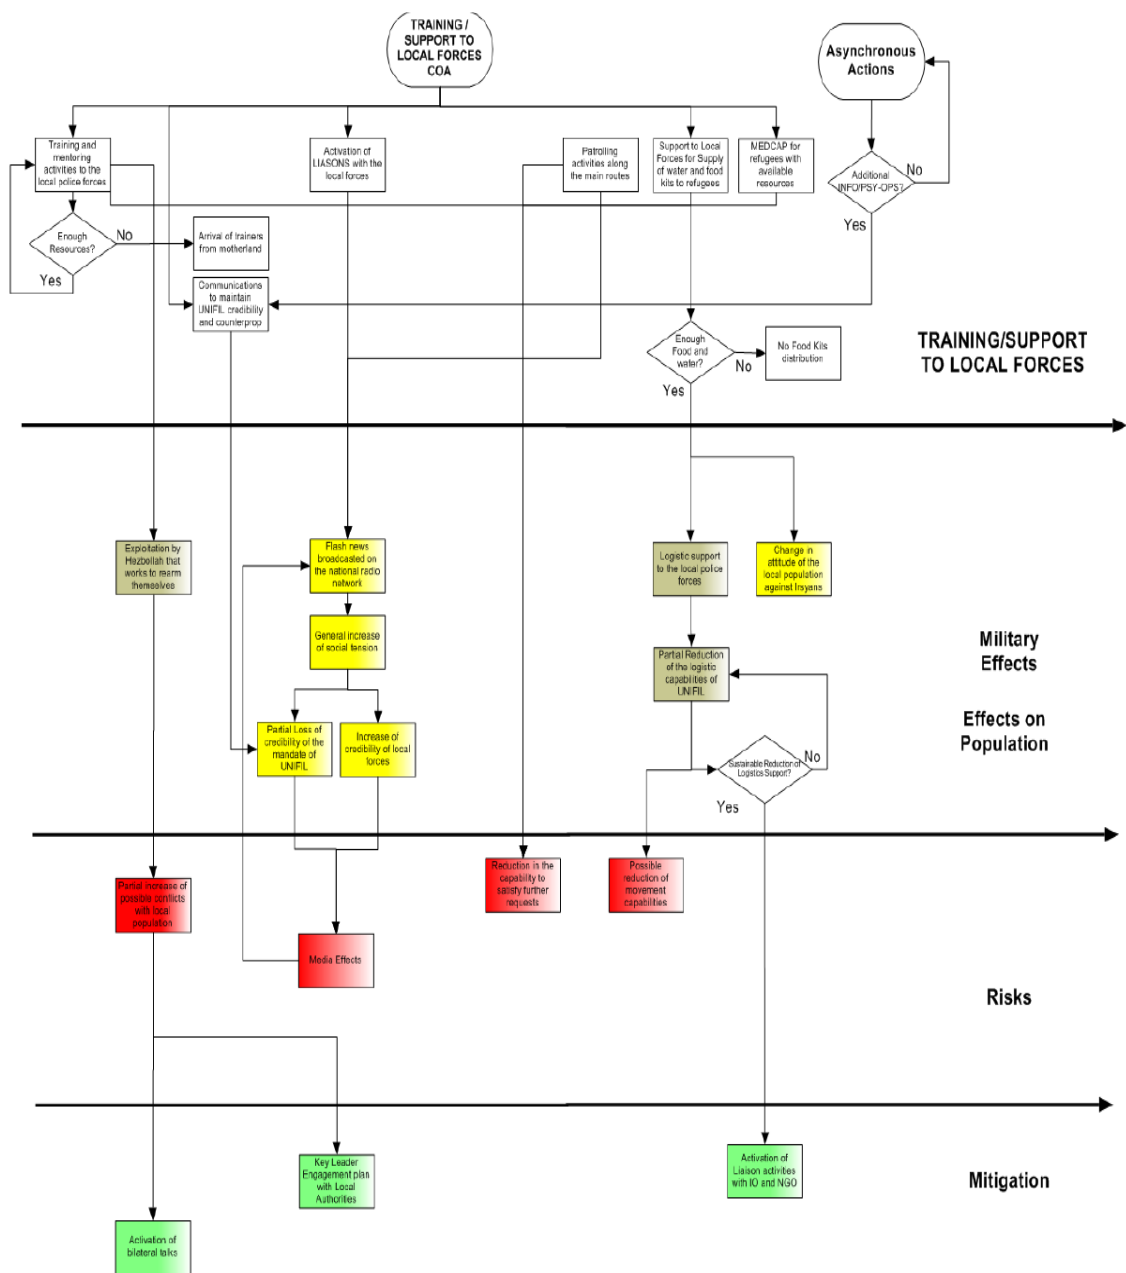 TRAINING /
SUPPORT TO
LOCAL FORCES
COA
Asynchronous
Actions
Training and
mentoring
activities to the
local police forces
Activation of
LIASONS with the
local forces
Patrolling
activities along
the main routes
Support to Local
Forces for Supply
of water and food
kits to refugees
MEDCAP for
refugees with
available
resources
Additional
INFO/PSY-OPS?
No
Yes
Enough
Resources?
No
Yes
Arrival of trainers
from motherland
Communications
to maintain
UNIFIL credibility
and counterprop
Enough
Food and
water?
No
Yes
No Food Kits
distribution
TRAINING/SUPPORT
TO LOCAL FORCES
Exploitation by
Hezbollah that
works to rearm
themselves
Flash news
broadcasted on
the national radio
network
Logistic support
to the local police
forces
Change in
attitude of the
local population
against Irsyans
General increase
of social tension
Partial Reduction
of the logistic
capabilities of
UNIFIL
Military
Effects
Effects on
Population
Partial Loss of
credibility of the
mandate of
UNIFIL
Increase of
credibility of local
forces
Sustainable Reduction of
Logistics Support?
No
Yes
Partial increase of
possible conflicts
with local
population
Reduction in the
capability to
satisfy further
requests
Possible
reduction of
movement
capabilities
Media Effects
Risks
Key Leader
Engagement plan
with Local
Authorities
Activation of
Liaison activities
with IO and NGO
Mitigation
Activation of
bilateral talks